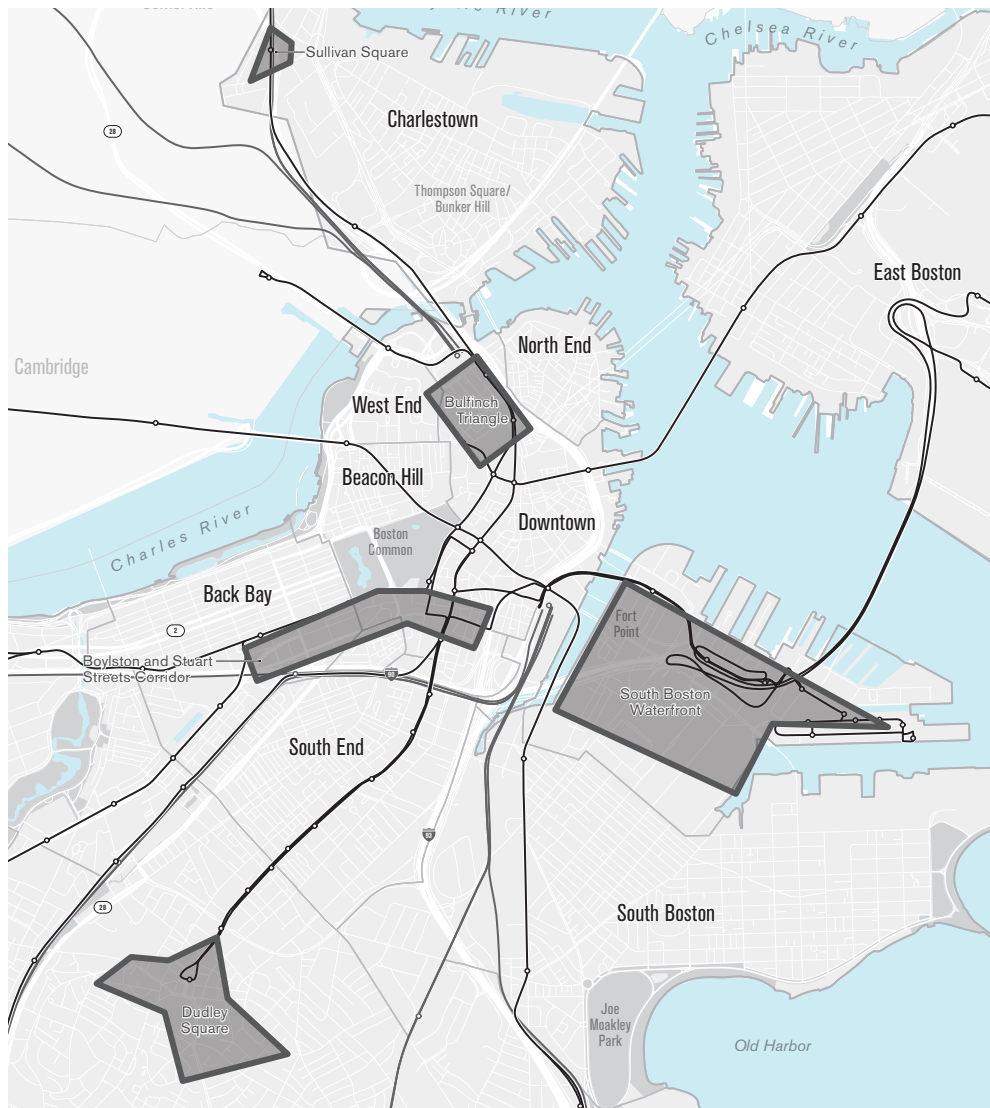 River
Chelsea River
Sullivan Square
Charlestown
28
Thompson Square/
Bunker Hill
East Boston
North End
Cambridge
West End
Bulfinch
Triangle
Beacon Hill
Downtown
Boston
Common
Charles River
Back Bay
Fort
Point
2
Boylston and Stuart
Streets Corridor
93
South Boston
Waterfront
South End
93
28
South Boston
Dudley
Square
Joe
Moakley
Park
Old Harbor